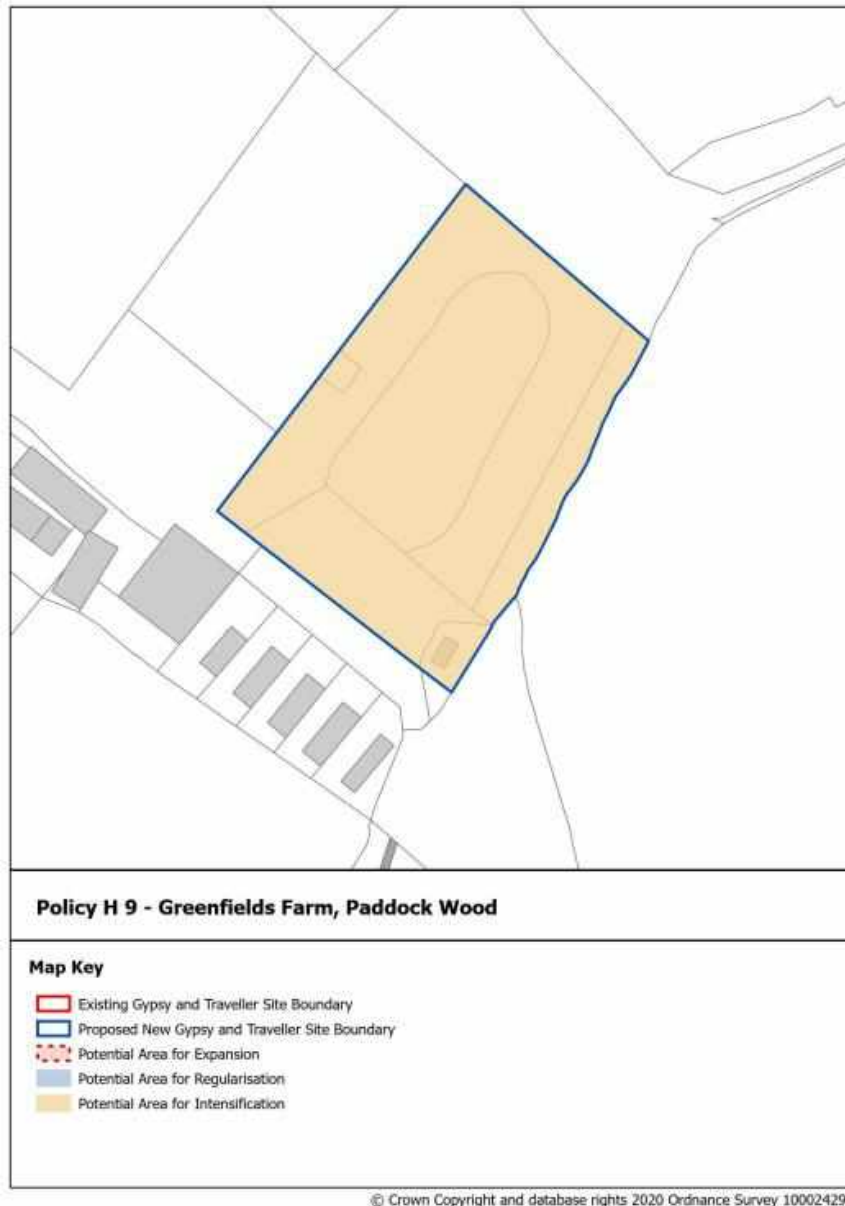 Policy H 9 - Greenfields Farm, Paddock Wood
Map Key
Existing Gypsy and Traveller Site Boundary
Proposed New Gypsy and Traveller Site Boundary
Potential Area for Expansion
Potential Area for Regularisation
Potential Area for Intensification
© Crown Copyright and database rights 2020 Ordnance Survey 10002429